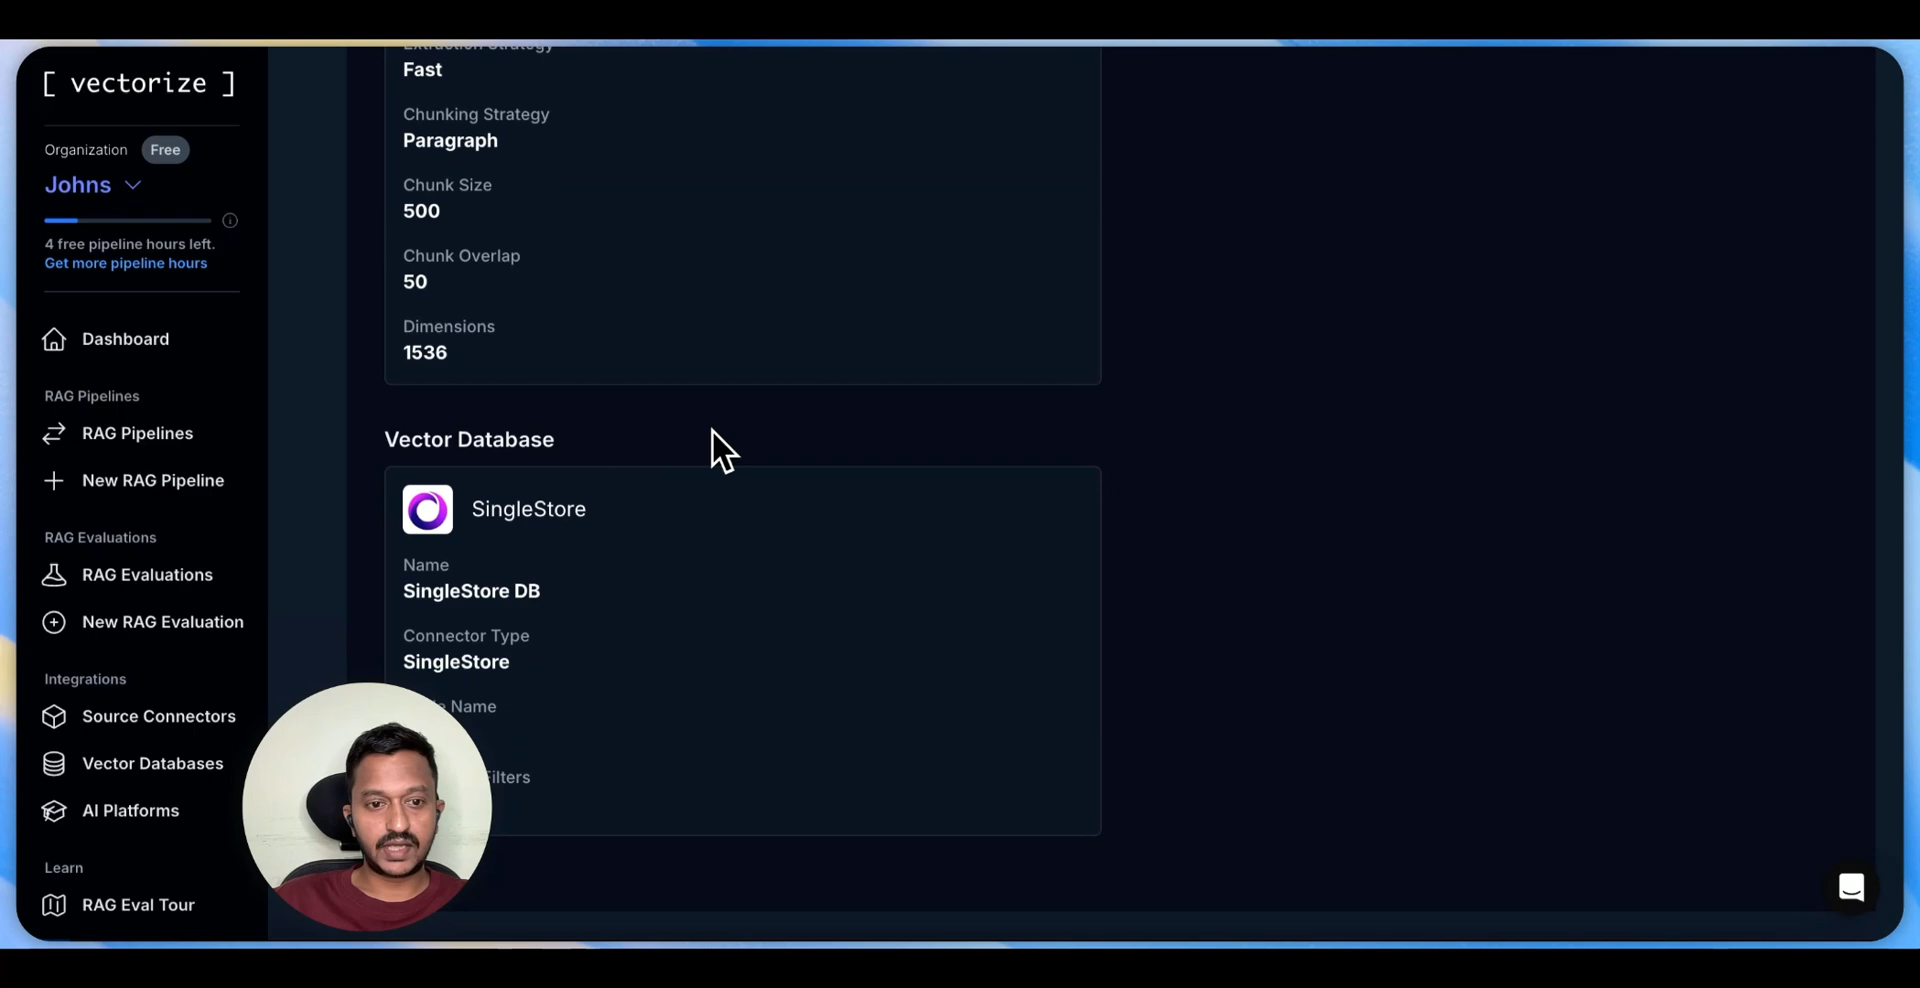 [ vectorize ]
Organization Free
Johns
4 free pipeline hours left.
Get more pipeline hours
Dashboard
RAG Pipelines
RAG Pipelines
New RAG Pipeline
RAG Evaluations
RAG Evaluations
New RAG Evaluation
Integrations
Source Connectors
Vector Databases
AI Platforms
Learn
RAG Eval Tour
Extraction Strategy
Fast
Chunking Strategy
Paragraph
Chunk Size
500
Chunk Overlap
50
Dimensions
1536
Vector Database
SingleStore
Name
SingleStore DB
Connector Type
SingleStore
Name
Filters